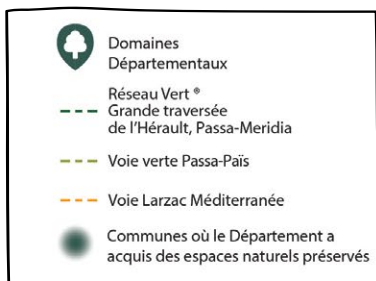 Domaines
Départementaux
Réseau Vert ®
Grande traversée
de l'Hérault, Passa-Meridia
Voie verte Passa-Païs
Voie Larzac Méditerranée
Communes où le Département a
acquis des espaces naturels préservés